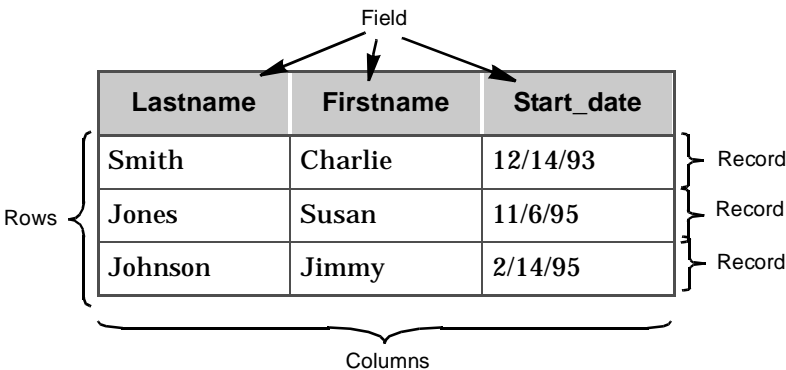 Field
Lastname Firstname Start_date
Smith Charlie 12/14/93 Record
Rows Jones Susan 11/6/95 Record
Johnson Jimmy 2/14/95 Record
Columns